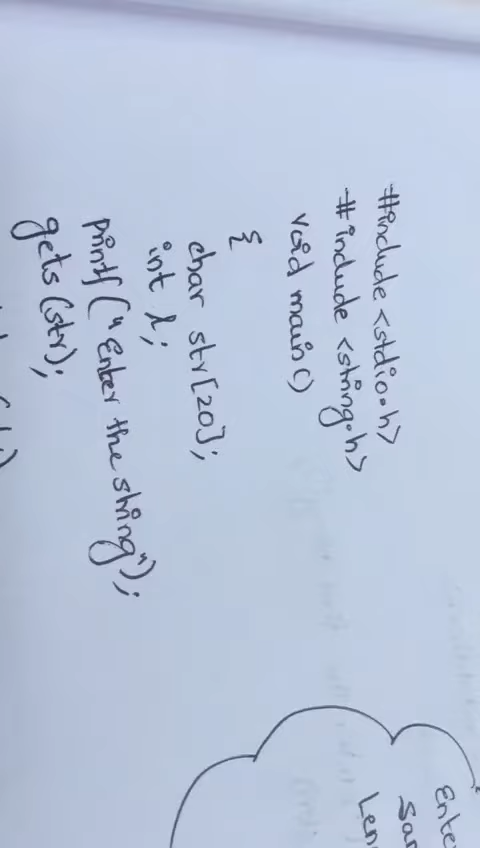 #include <stdio.h>
#include <string.h>
void main()
{
char str[20];
int l;
printf("Enter the string");
gets(str);